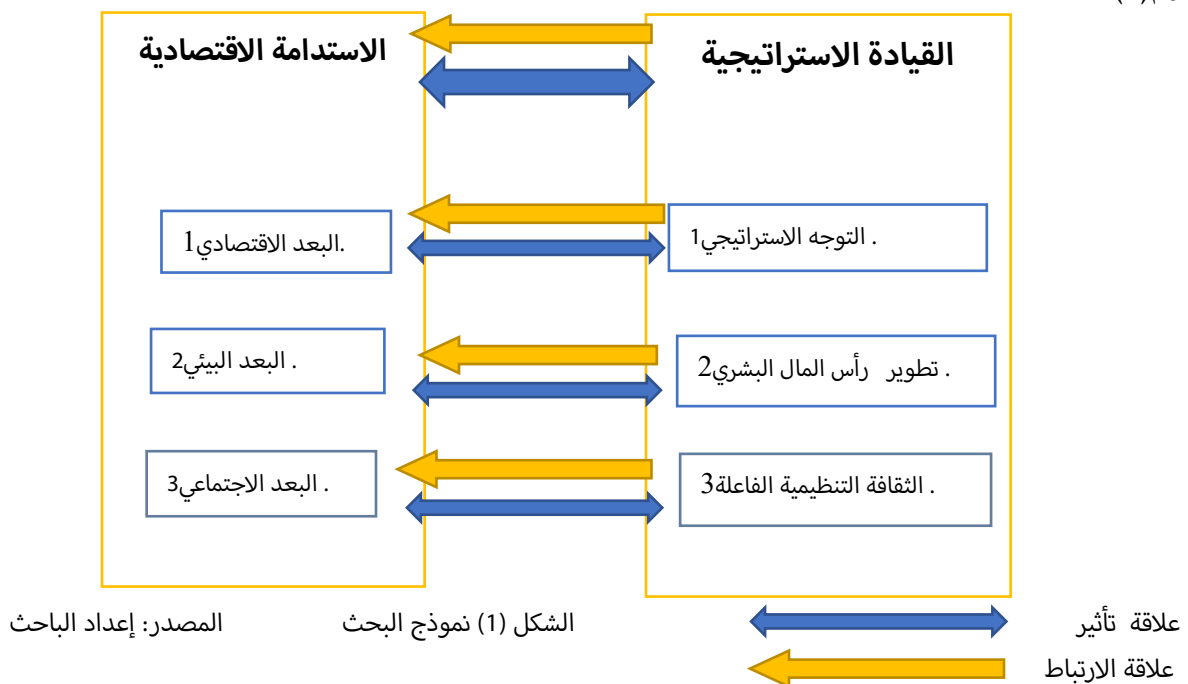 القيادة الاستراتيجية
الاستدامة الاقتصادية
. التوجه الاستراتيجي1
.البعد الاقتصادي1
. تطوير رأس المال البشري2
. البعد البيئي2
. الثقافة التنظيمية الفاعلة3
. البعد الاجتماعي3
علاقة تأثير
الشكل (1) نموذج البحث
المصدر: إعداد الباحث
علاقة الارتباط